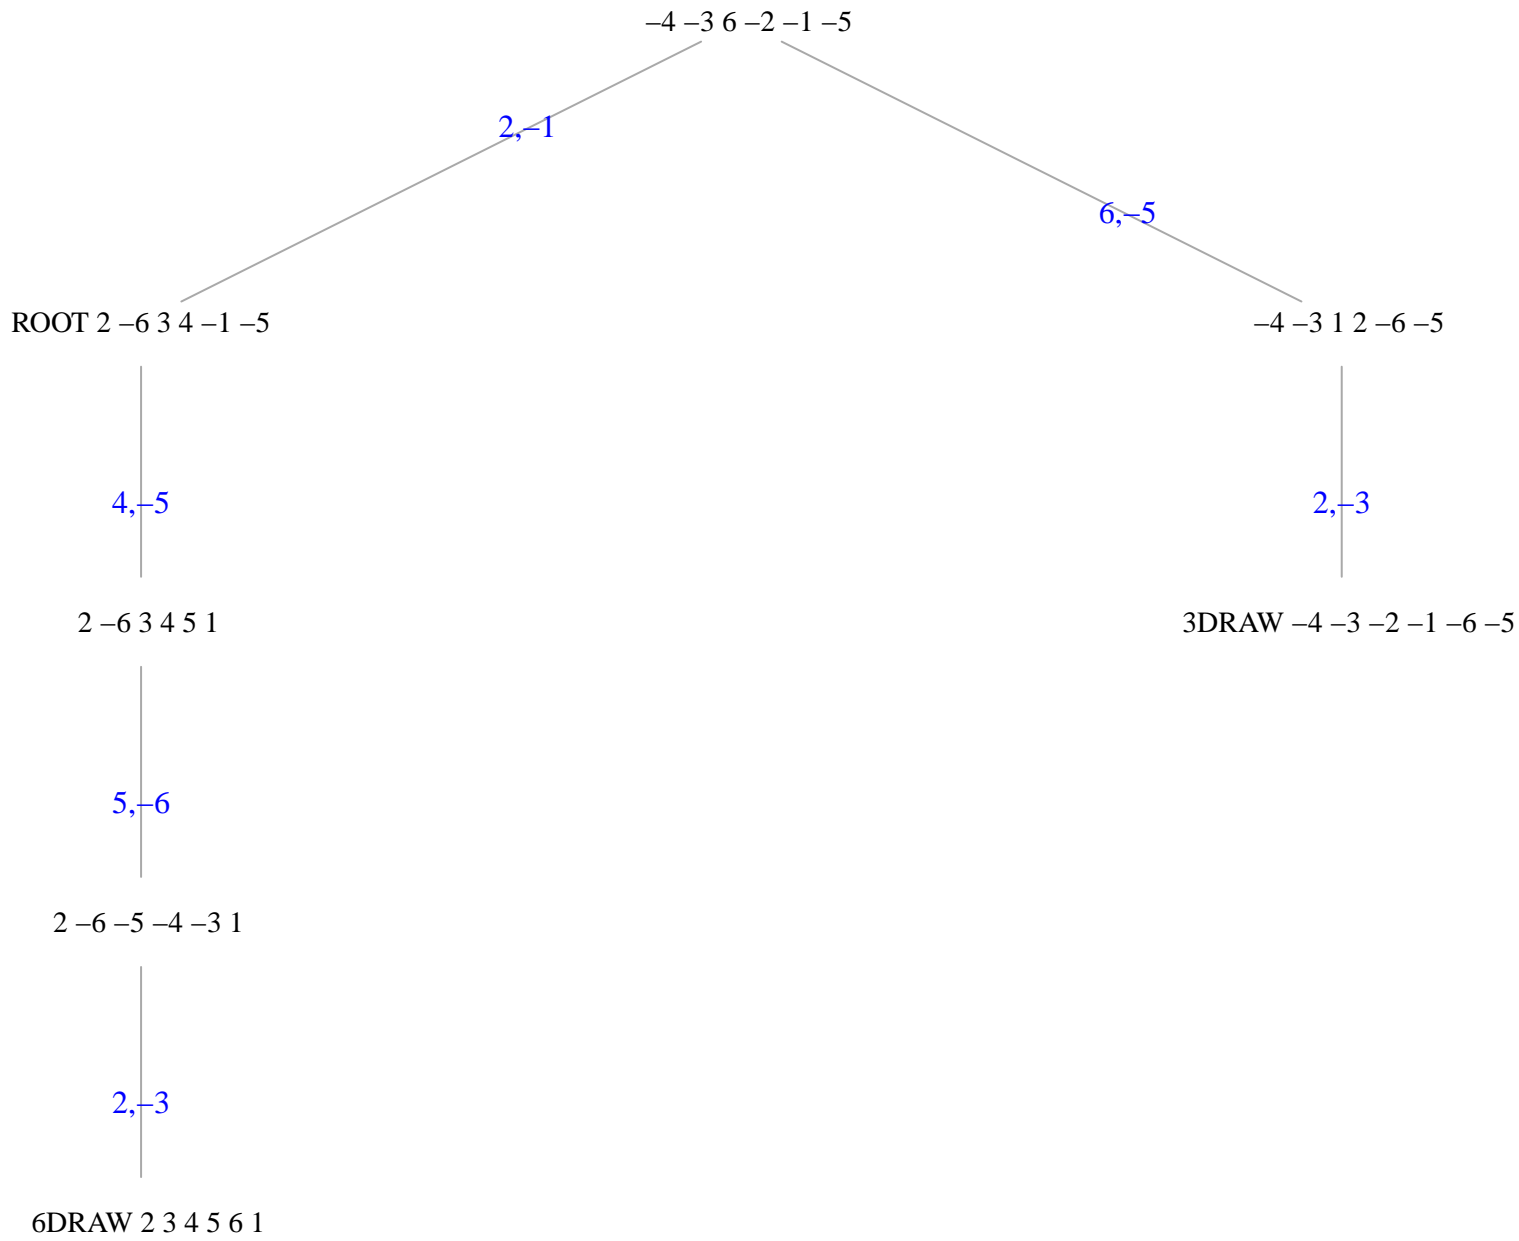 –4 –3 6 –2 –1 –5
2,–1
6,–5
ROOT 2 –6 3 4 –1 –5
–4 –3 1 2 –6 –5
4,–5
2,–3
2 –6 3 4 5 1
3DRAW –4 –3 –2 –1 –6 –5
5,–6
2 –6 –5 –4 –3 1
2,–3
6DRAW 2 3 4 5 6 1